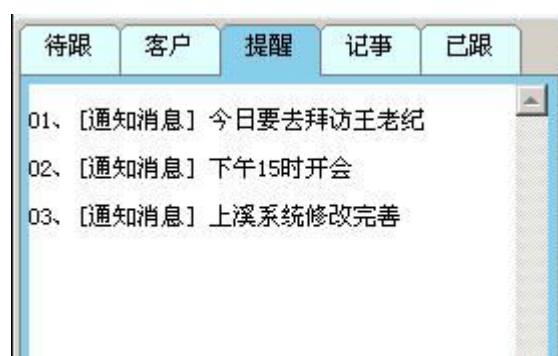 待跟 客户 提醒 记事 已跟
01、[通知消息] 今日要去拜访王老纪
02、[通知消息] 下午15时开会
03、[通知消息] 上溪系统修改完善